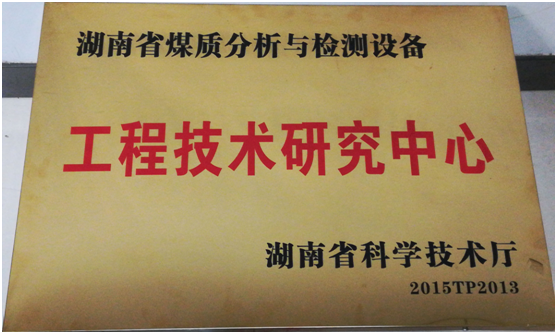 湖南省煤质分析与检测设备
工程技术研究中心
湖南省科学技术厅
2015TP2013